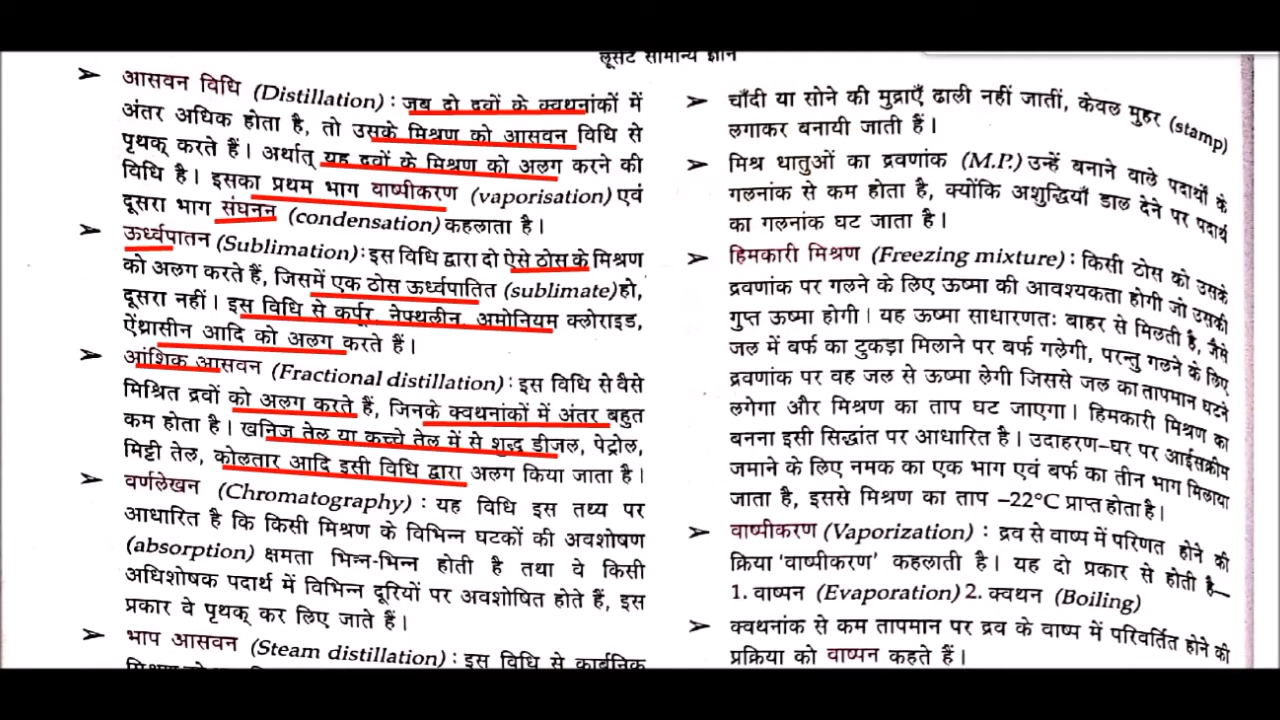 लूसेंट सामान्य ज्ञान
➤ आसवन विधि (Distillation) : जब दो द्रवों के क्वथनांकों में
अंतर अधिक होता है, तो उसके मिश्रण को आसवन विधि से
पृथक् करते हैं। अर्थात् यह द्रवों के मिश्रण को अलग करने की
विधि है। इसका प्रथम भाग वाष्पीकरण (vaporisation) एवं
दूसरा भाग संघनन (condensation) कहलाता है।
➤ ऊर्ध्वपातन (Sublimation) : इस विधि द्वारा दो ऐसे ठोस के मिश्रण
को अलग करते हैं, जिसमें एक ठोस ऊर्ध्वपातित (sublimate) हो,
दूसरा नहीं। इस विधि से कर्पूर, नेफ्थलीन, अमोनियम क्लोराइड,
ऐंथ्रासीन आदि को अलग करते हैं।
➤ आंशिक आसवन (Fractional distillation) : इस विधि से वैसे
मिश्रित द्रवों को अलग करते हैं, जिनके क्वथनांकों में अंतर बहुत
कम होता है। खनिज तेल या कच्चे तेल में से शुद्ध डीजल, पेट्रोल,
मिट्टी तेल, कोलतार आदि इसी विधि द्वारा अलग किया जाता है।
➤ वर्णलेखन (Chromatography) : यह विधि इस तथ्य पर
आधारित है कि किसी मिश्रण के विभिन्न घटकों की अवशोषण
(absorption) क्षमता भिन्न-भिन्न होती है तथा वे किसी
अधिशोषक पदार्थ में विभिन्न दूरियों पर अवशोषित होते हैं, इस
प्रकार वे पृथक् कर लिए जाते हैं।
➤ भाप आसवन (Steam distillation) : इस विधि से कार्बनिक
➤ चाँदी या सोने की मुद्राएँ ढाली नहीं जातीं, केवल मुहर (stamp)
लगाकर बनायी जाती हैं।
➤ मिश्र धातुओं का द्रवणांक (M.P.) उन्हें बनाने वाले पदार्थों के
गलनांक से कम होता है, क्योंकि अशुद्धियाँ डाल देने पर पदार्थ
का गलनांक घट जाता है।
➤ हिमकारी मिश्रण (Freezing mixture) : किसी ठोस को उसके
द्रवणांक पर गलने के लिए ऊष्मा की आवश्यकता होगी जो उसकी
गुप्त ऊष्मा होगी। यह ऊष्मा साधारणतः बाहर से मिलती है, जैसे
जल में बर्फ का टुकड़ा मिलाने पर बर्फ गलेगी, परन्तु गलने के लिए
द्रवणांक पर वह जल से ऊष्मा लेगी जिससे जल का तापमान घटने
लगेगा और मिश्रण का ताप घट जाएगा। हिमकारी मिश्रण का
बनना इसी सिद्धांत पर आधारित है। उदाहरण–घर पर आईसक्रीम
जमाने के लिए नमक का एक भाग एवं बर्फ का तीन भाग मिलाया
जाता है, इससे मिश्रण का ताप –22°C प्राप्त होता है।
➤ वाष्पीकरण (Vaporization) : द्रव से वाष्प में परिणत होने की
क्रिया 'वाष्पीकरण' कहलाती है। यह दो प्रकार से होती है—
1. वाष्पन (Evaporation) 2. क्वथन (Boiling)
➤ क्वथनांक से कम तापमान पर द्रव के वाष्प में परिवर्तित होने की
प्रक्रिया को वाष्पन कहते हैं।